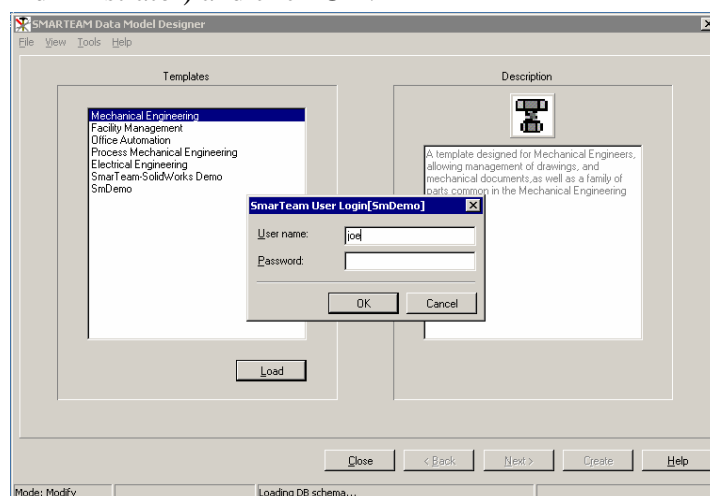 SMARTEAM Data Model Designer
File View Tools Help
Templates
Mechanical Engineering
Facility Management
Office Automation
Process Mechanical Engineering
Electrical Engineering
SmarTeam-SolidWorks Demo
SmDemo
Load
Description
A template designed for Mechanical Engineers,
allowing management of drawings, and
mechanical documents,as well as a family of
parts common in the Mechanical Engineering
SmarTeam User Login[SmDemo]
User name: joe
Password:
OK Cancel
Close < Back Next > Create Help
Mode: Modify Loading DB schema...